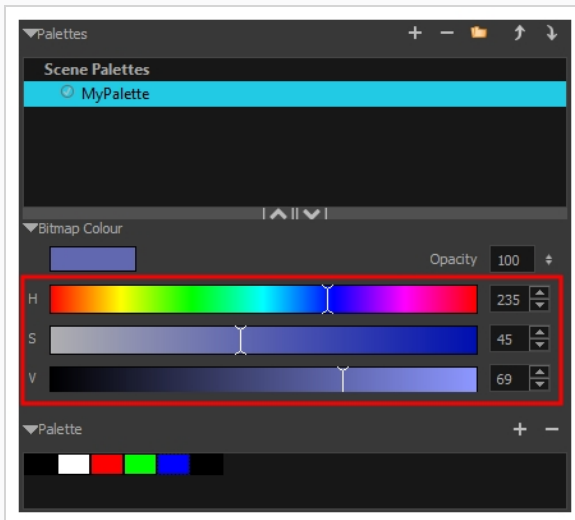 Palettes
Scene Palettes
MyPalette
Bitmap Colour
Opacity 100
H 235
S 45
V 69
Palette